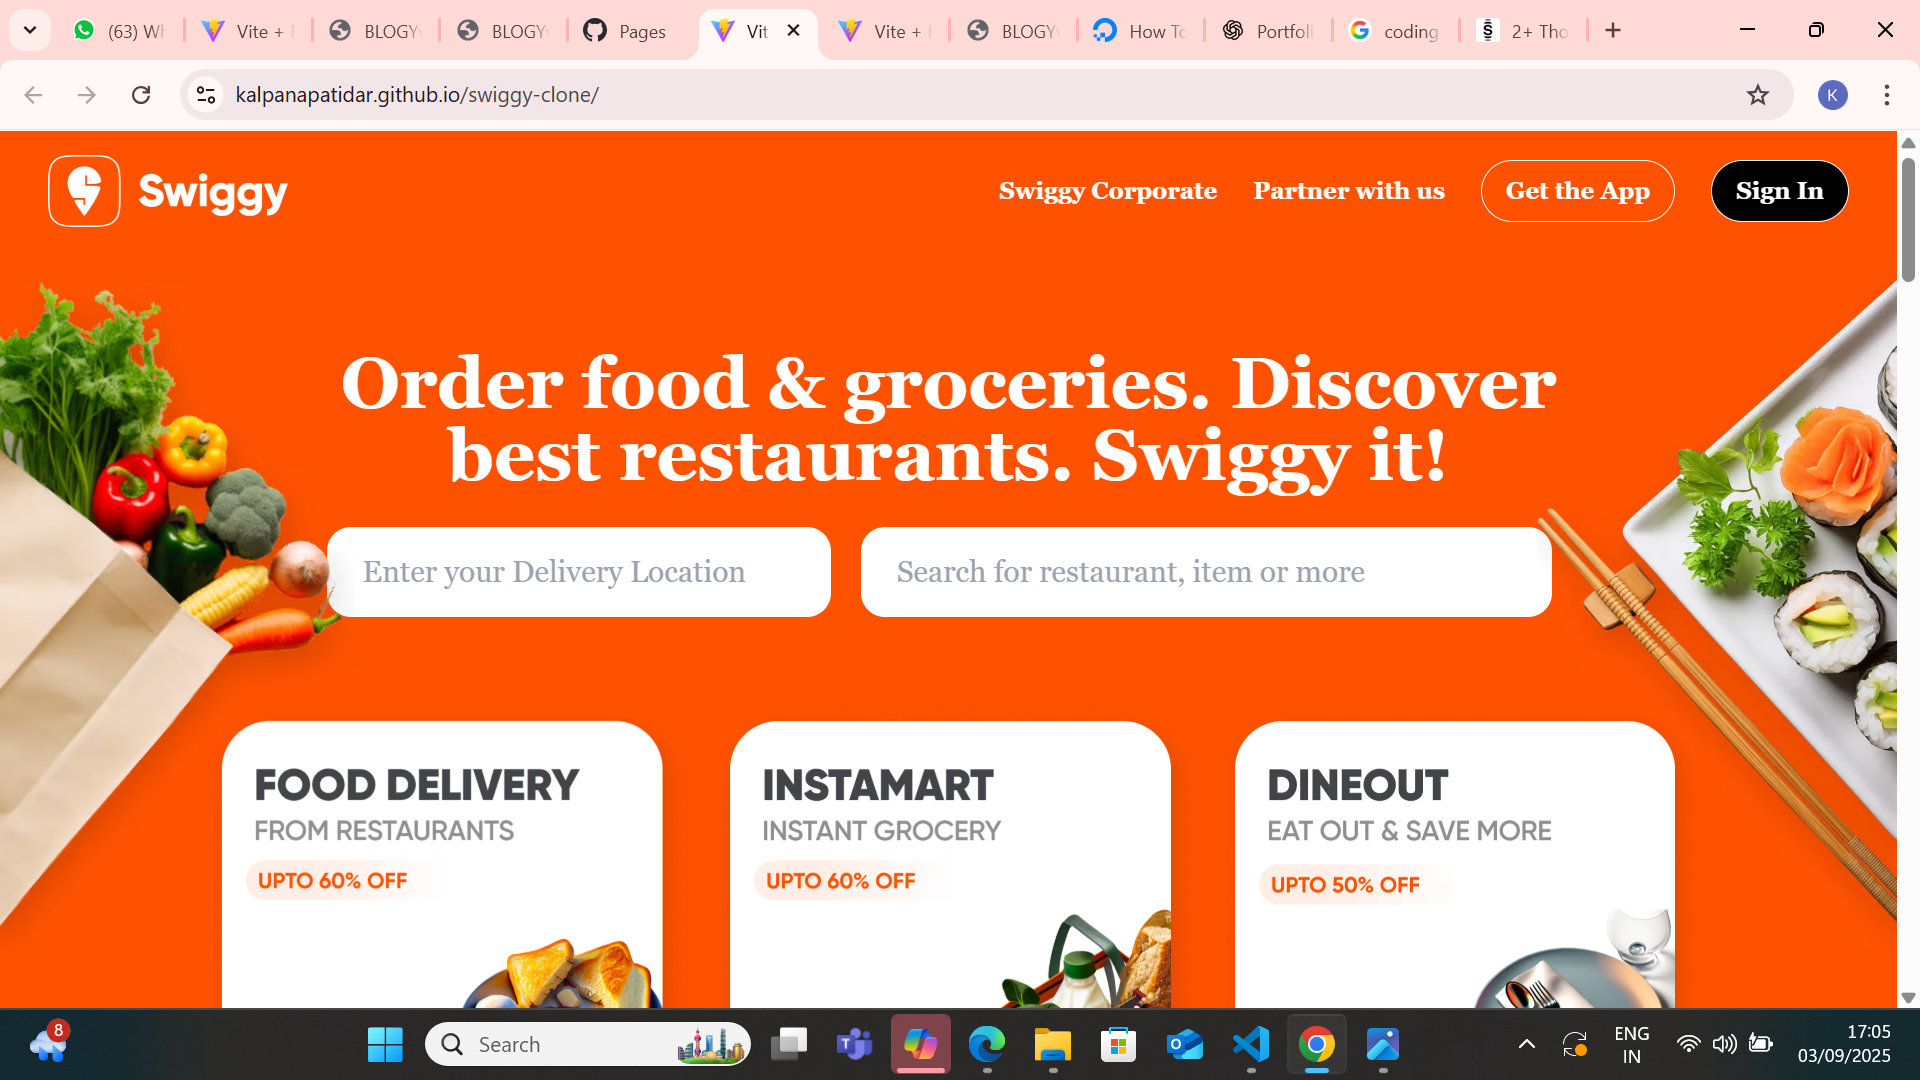 (63) Wh
Vite + R
BLOGY
BLOGY
Pages
Vit
Vite + R
BLOGY
How To
Portfoli
coding
2+ Tho
kalpanapatidar.github.io/swiggy-clone/
K
Swiggy
Swiggy Corporate
Partner with us
Get the App
Sign In
Order food & groceries. Discover
best restaurants. Swiggy it!
Enter your Delivery Location
Search for restaurant, item or more
FOOD DELIVERY
FROM RESTAURANTS
UPTO 60% OFF
INSTAMART
INSTANT GROCERY
UPTO 60% OFF
DINEOUT
EAT OUT & SAVE MORE
UPTO 50% OFF
8
Search
ENG
IN
17:05
03/09/2025